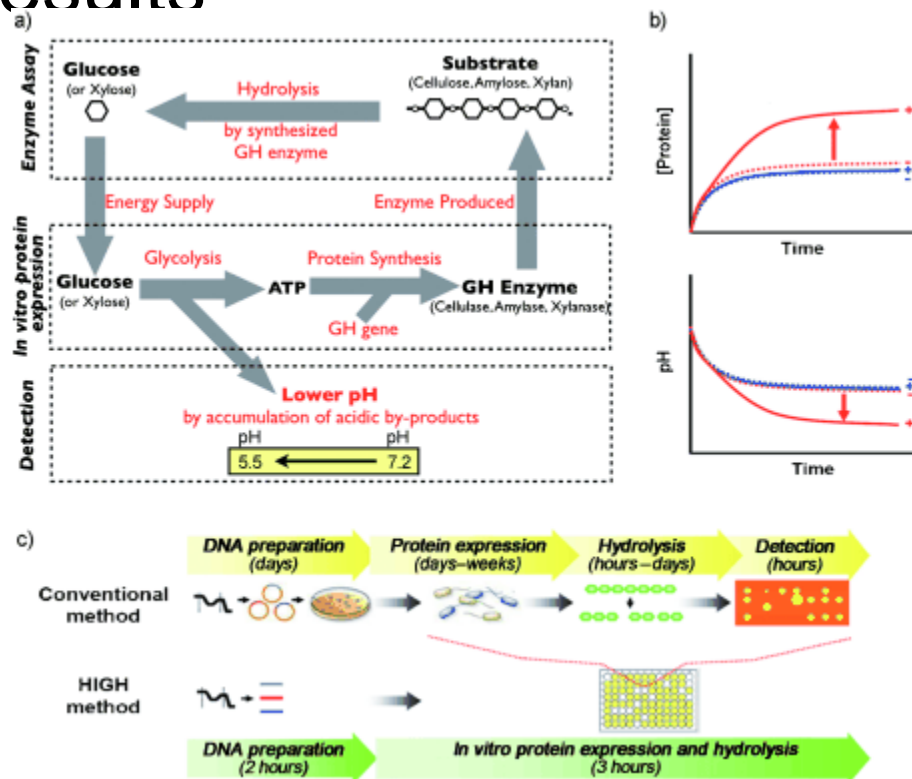 a)
Enzyme Assay
Glucose
(or Xylose)
Hydrolysis
by synthesized
GH enzyme
Substrate
(Cellulose, Amylose, Xylan)
Energy Supply
Enzyme Produced
In vitro protein
expression
Glucose
(or Xylose)
Glycolysis
ATP
Protein Synthesis
GH gene
GH Enzyme
(Cellulase, Amylase, Xylanase)
Detection
Lower pH
by accumulation of acidic by-products
pH pH
5.5 7.2
b)
[Protein]
Time
pH
Time
c)
DNA preparation
(days)
Protein expression
(days–weeks)
Hydrolysis
(hours–days)
Detection
(hours)
Conventional
method
HIGH
method
DNA preparation
(2 hours)
In vitro protein expression and hydrolysis
(3 hours)